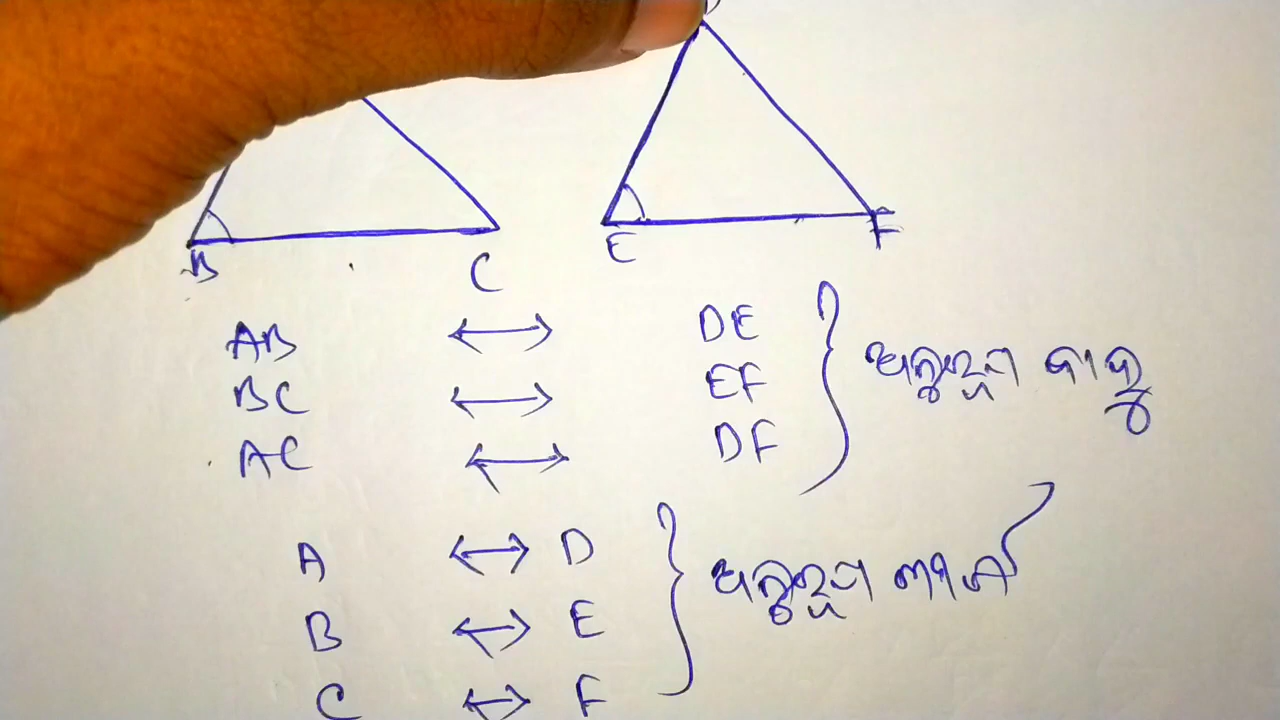 B C E F
AB ↔ DE
BC ↔ EF
AC ↔ DF
ଅନୁରୂପ ବାହୁ
A ↔ D
B ↔ E
C ↔ F
ଅନୁରୂପ ଶୀର୍ଷ